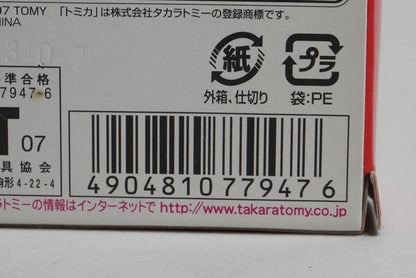 07 TOMY 「トミカ」は株式会社タカラトミーの登録商標です。
HINA
紙
プラ
外箱、仕切り
袋:PE
準合格
77947-6
T 07
具協会
駒形4-22-4
4904810779476
ラトミーの情報はインターネットで http://www.takaratomy.co.jp